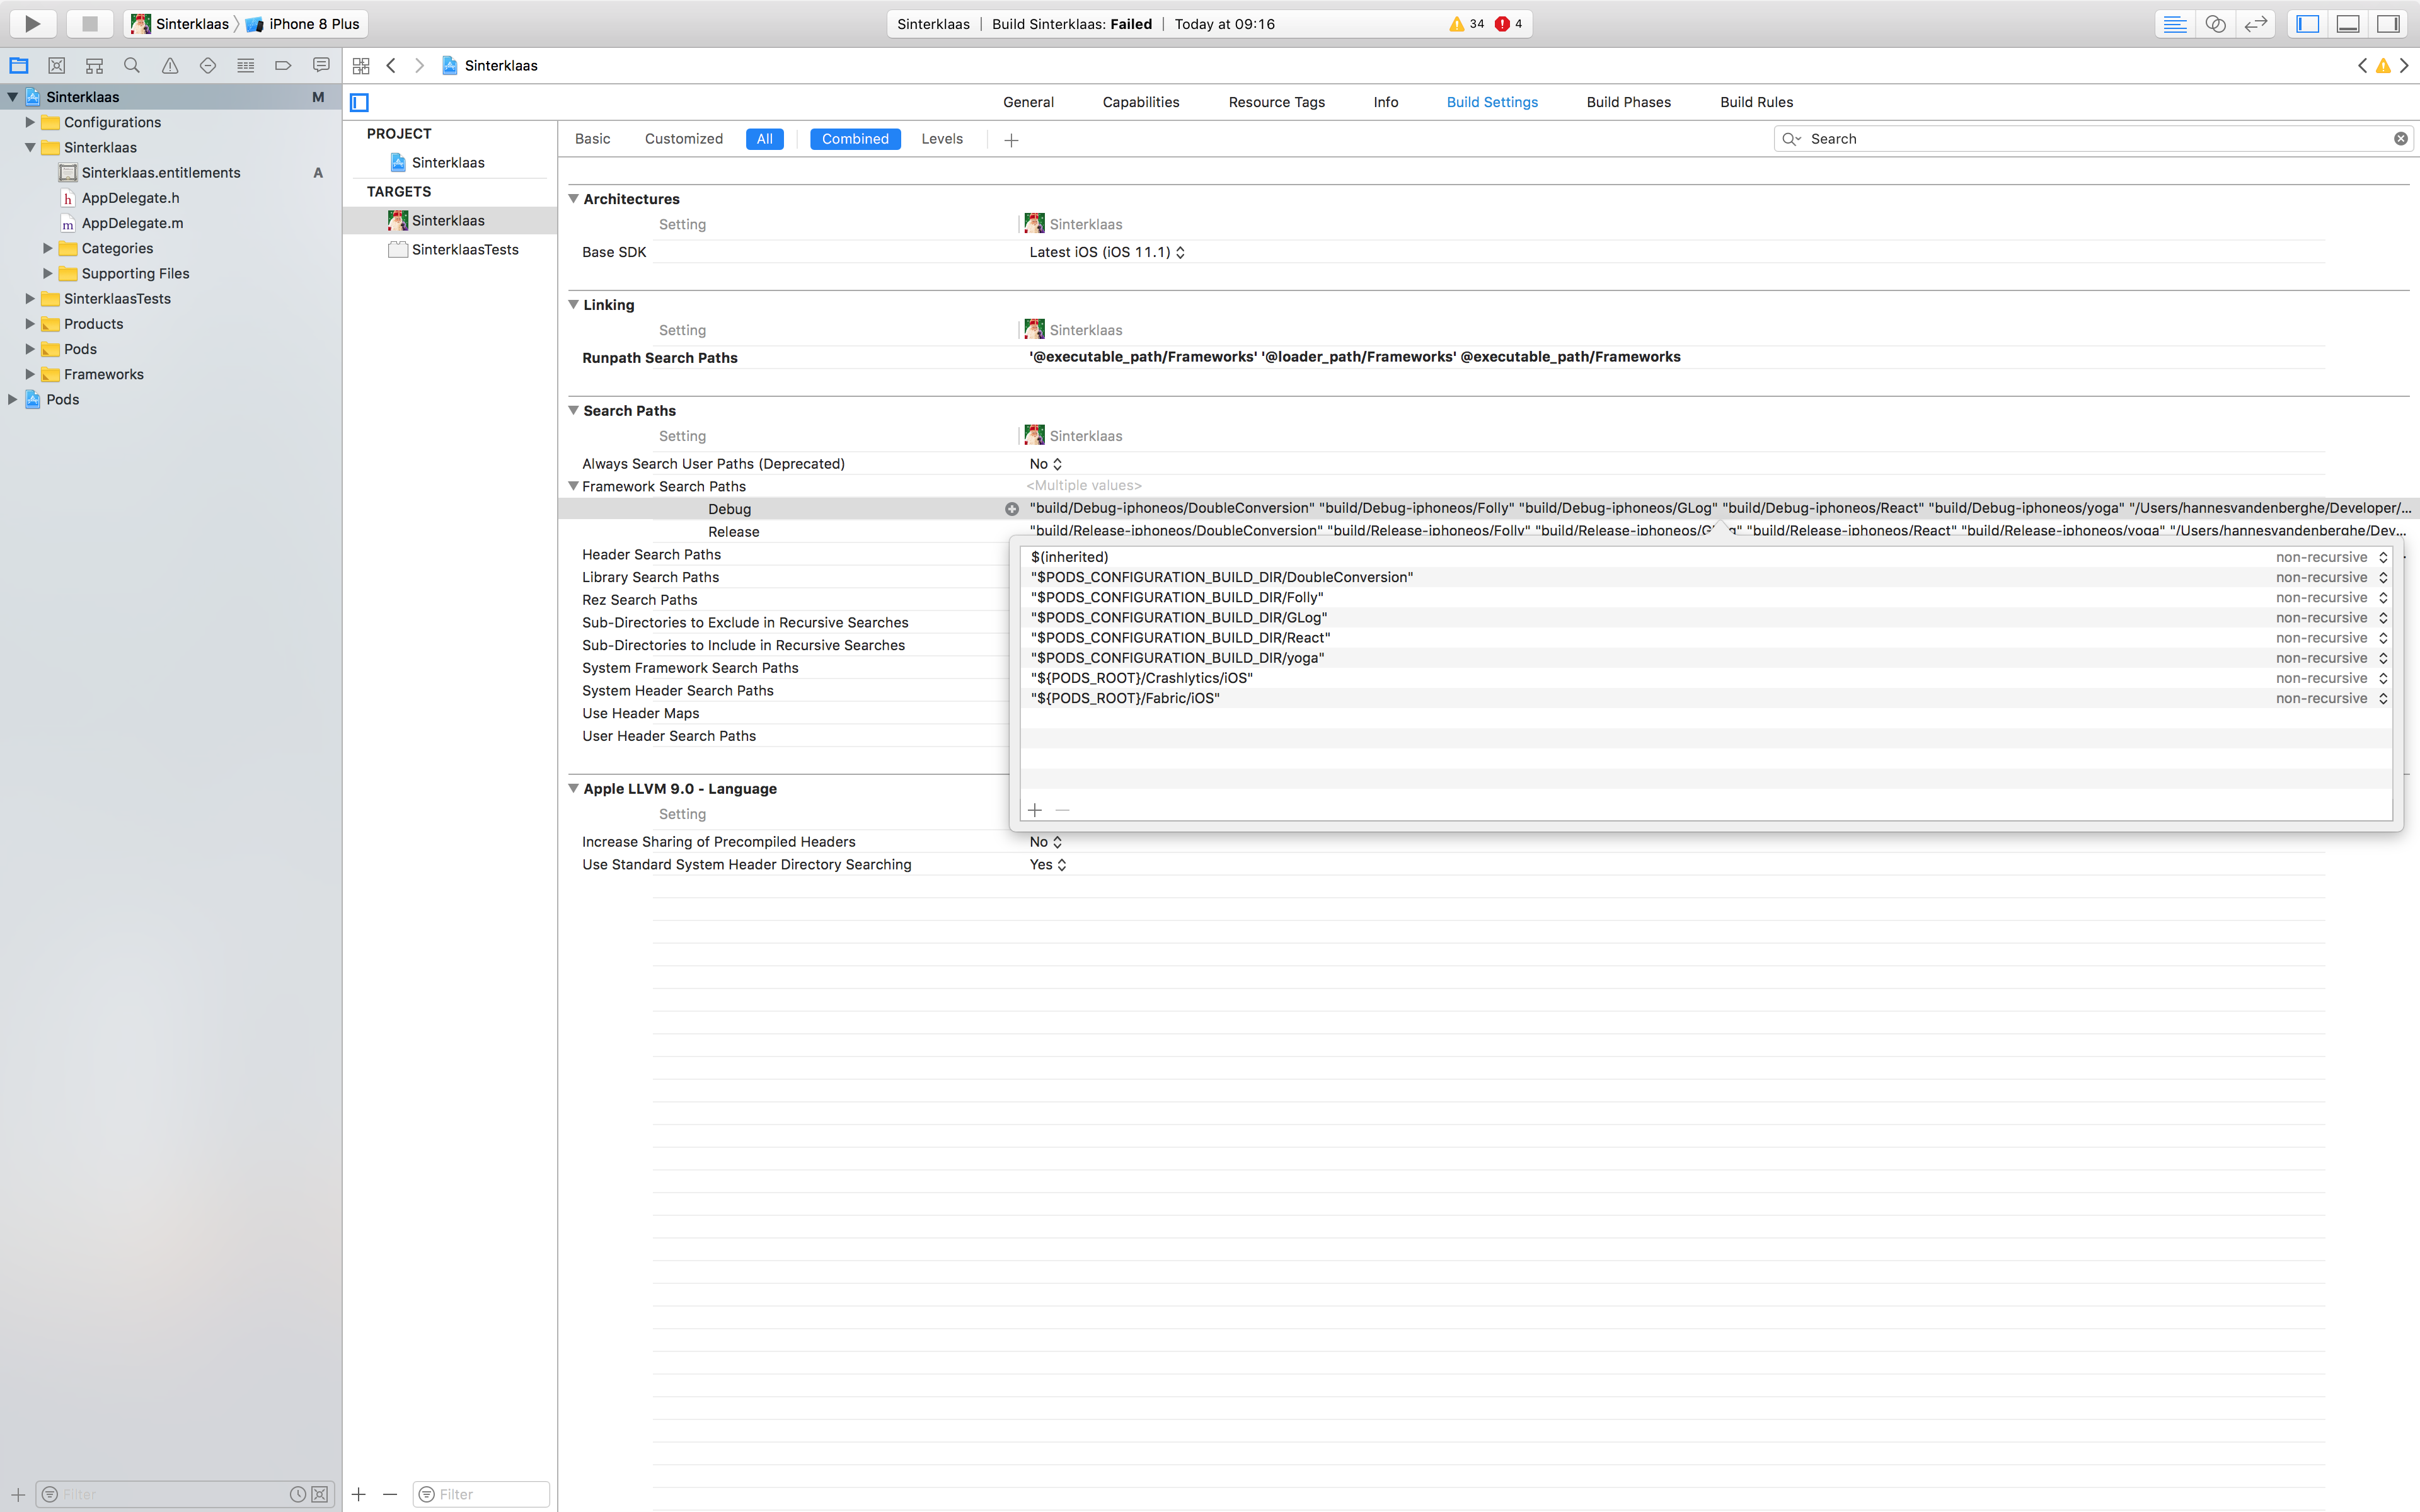 Sinterklaas iPhone 8 Plus
Sinterklaas | Build Sinterklaas: Failed | Today at 09:16 34 4
Sinterklaas
Sinterklaas M
Configurations
Sinterklaas
Sinterklaas.entitlements A
h AppDelegate.h
m AppDelegate.m
Categories
Supporting Files
SinterklaasTests
Products
Pods
Frameworks
Pods
Filter
General Capabilities Resource Tags Info Build Settings Build Phases Build Rules
PROJECT
Sinterklaas
TARGETS
Sinterklaas
SinterklaasTests
Filter
Basic Customized All Combined Levels Search
Architectures
Setting Sinterklaas
Base SDK Latest iOS (iOS 11.1)
Linking
Setting Sinterklaas
Runpath Search Paths '@executable_path/Frameworks' '@loader_path/Frameworks' @executable_path/Frameworks
Search Paths
Setting Sinterklaas
Always Search User Paths (Deprecated) No
Framework Search Paths <Multiple values>
Debug "build/Debug-iphoneos/DoubleConversion" "build/Debug-iphoneos/Folly" "build/Debug-iphoneos/GLog" "build/Debug-iphoneos/React" "build/Debug-iphoneos/yoga" "/Users/hannesvandenberghe/Developer/...
Release "build/Release-iphoneos/DoubleConversion" "build/Release-iphoneos/Folly" "build/Release-iphoneos/G g" "build/Release-iphoneos/React" "build/Release-iphoneos/yoga" "/Users/hannesvandenberghe/Dev...
Header Search Paths
Library Search Paths
Rez Search Paths
Sub-Directories to Exclude in Recursive Searches
Sub-Directories to Include in Recursive Searches
System Framework Search Paths
System Header Search Paths
Use Header Maps
User Header Search Paths
$(inherited) non-recursive
"$PODS_CONFIGURATION_BUILD_DIR/DoubleConversion" non-recursive
"$PODS_CONFIGURATION_BUILD_DIR/Folly" non-recursive
"$PODS_CONFIGURATION_BUILD_DIR/GLog" non-recursive
"$PODS_CONFIGURATION_BUILD_DIR/React" non-recursive
"$PODS_CONFIGURATION_BUILD_DIR/yoga" non-recursive
"${PODS_ROOT}/Crashlytics/iOS" non-recursive
"${PODS_ROOT}/Fabric/iOS" non-recursive
Apple LLVM 9.0 - Language
Setting
Increase Sharing of Precompiled Headers No
Use Standard System Header Directory Searching Yes